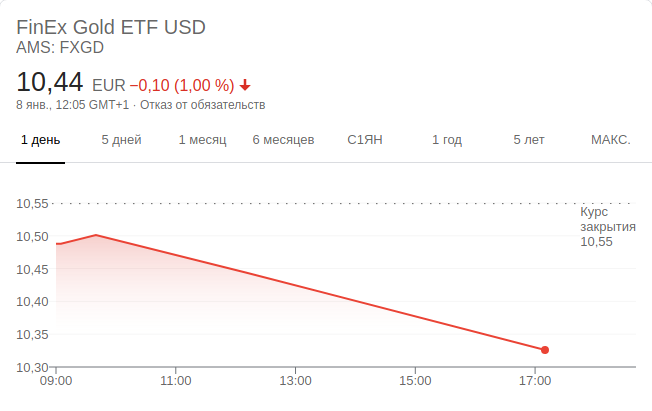 FinEx Gold ETF USD
AMS: FXGD
10,44 EUR −0,10 (1,00 %)
8 янв., 12:05 GMT+1 · Отказ от обязательств
1 день 5 дней 1 месяц 6 месяцев С1ЯН 1 год 5 лет МАКС.
10,55
Курс
закрытия
10,55
10,50
10,45
10,40
10,35
10,30
09:00 11:00 13:00 15:00 17:00